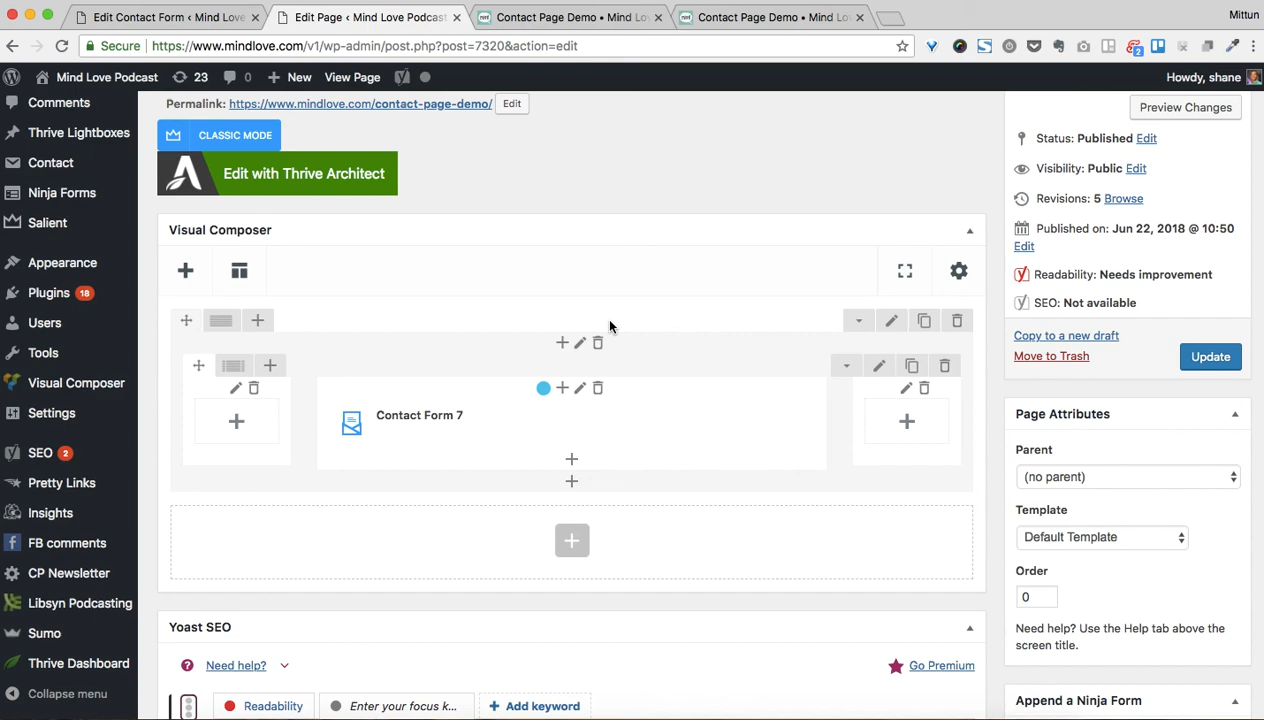 Edit Contact Form ‹ Mind Love
Edit Page ‹ Mind Love Podcast
Contact Page Demo • Mind Lo
Contact Page Demo • Mind Lo
Mittun
Secure
https://www.mindlove.com/v1/wp-admin/post.php?post=7320&action=edit
2
Mind Love Podcast
23
0
New
View Page
Howdy, shane
Comments
Thrive Lightboxes
Contact
Ninja Forms
Salient
Appearance
Plugins 18
Users
Tools
Visual Composer
Settings
SEO 2
Pretty Links
Insights
FB comments
CP Newsletter
Libsyn Podcasting
Sumo
Thrive Dashboard
Collapse menu
Permalink: https://www.mindlove.com/contact-page-demo/ Edit
CLASSIC MODE
Edit with Thrive Architect
Visual Composer
Contact Form 7
Yoast SEO
Need help?
Go Premium
Readability
Enter your focus k...
Add keyword
Preview Changes
Status: Published Edit
Visibility: Public Edit
Revisions: 5 Browse
Published on: Jun 22, 2018 @ 10:50
Edit
Readability: Needs improvement
SEO: Not available
Copy to a new draft
Move to Trash
Update
Page Attributes
Parent
(no parent)
Template
Default Template
Order
0
Need help? Use the Help tab above the
screen title.
Append a Ninja Form